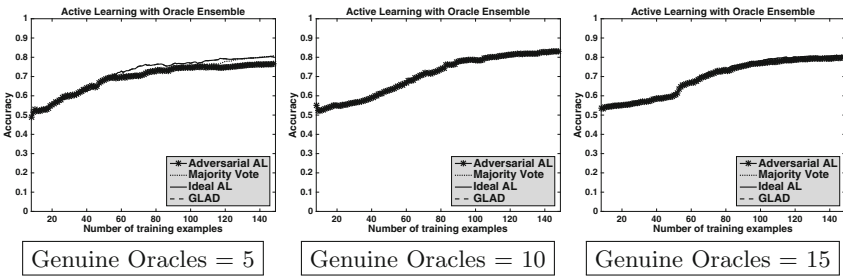 Active Learning with Oracle Ensemble
1
0.9
0.8
0.7
0.6
0.5
0.4
0.3
0.2
0.1
0
Accuracy
20 40 60 80 100 120 140
Number of training examples
Adversarial AL
Majority Vote
Ideal AL
GLAD
Genuine Oracles = 5
Active Learning with Oracle Ensemble
1
0.9
0.8
0.7
0.6
0.5
0.4
0.3
0.2
0.1
0
Accuracy
20 40 60 80 100 120 140
Number of training examples
Adversarial AL
Majority Vote
Ideal AL
GLAD
Genuine Oracles = 10
Active Learning with Oracle Ensemble
1
0.9
0.8
0.7
0.6
0.5
0.4
0.3
0.2
0.1
0
Accuracy
20 40 60 80 100 120 140
Number of training examples
Adversarial AL
Majority Vote
Ideal AL
GLAD
Genuine Oracles = 15